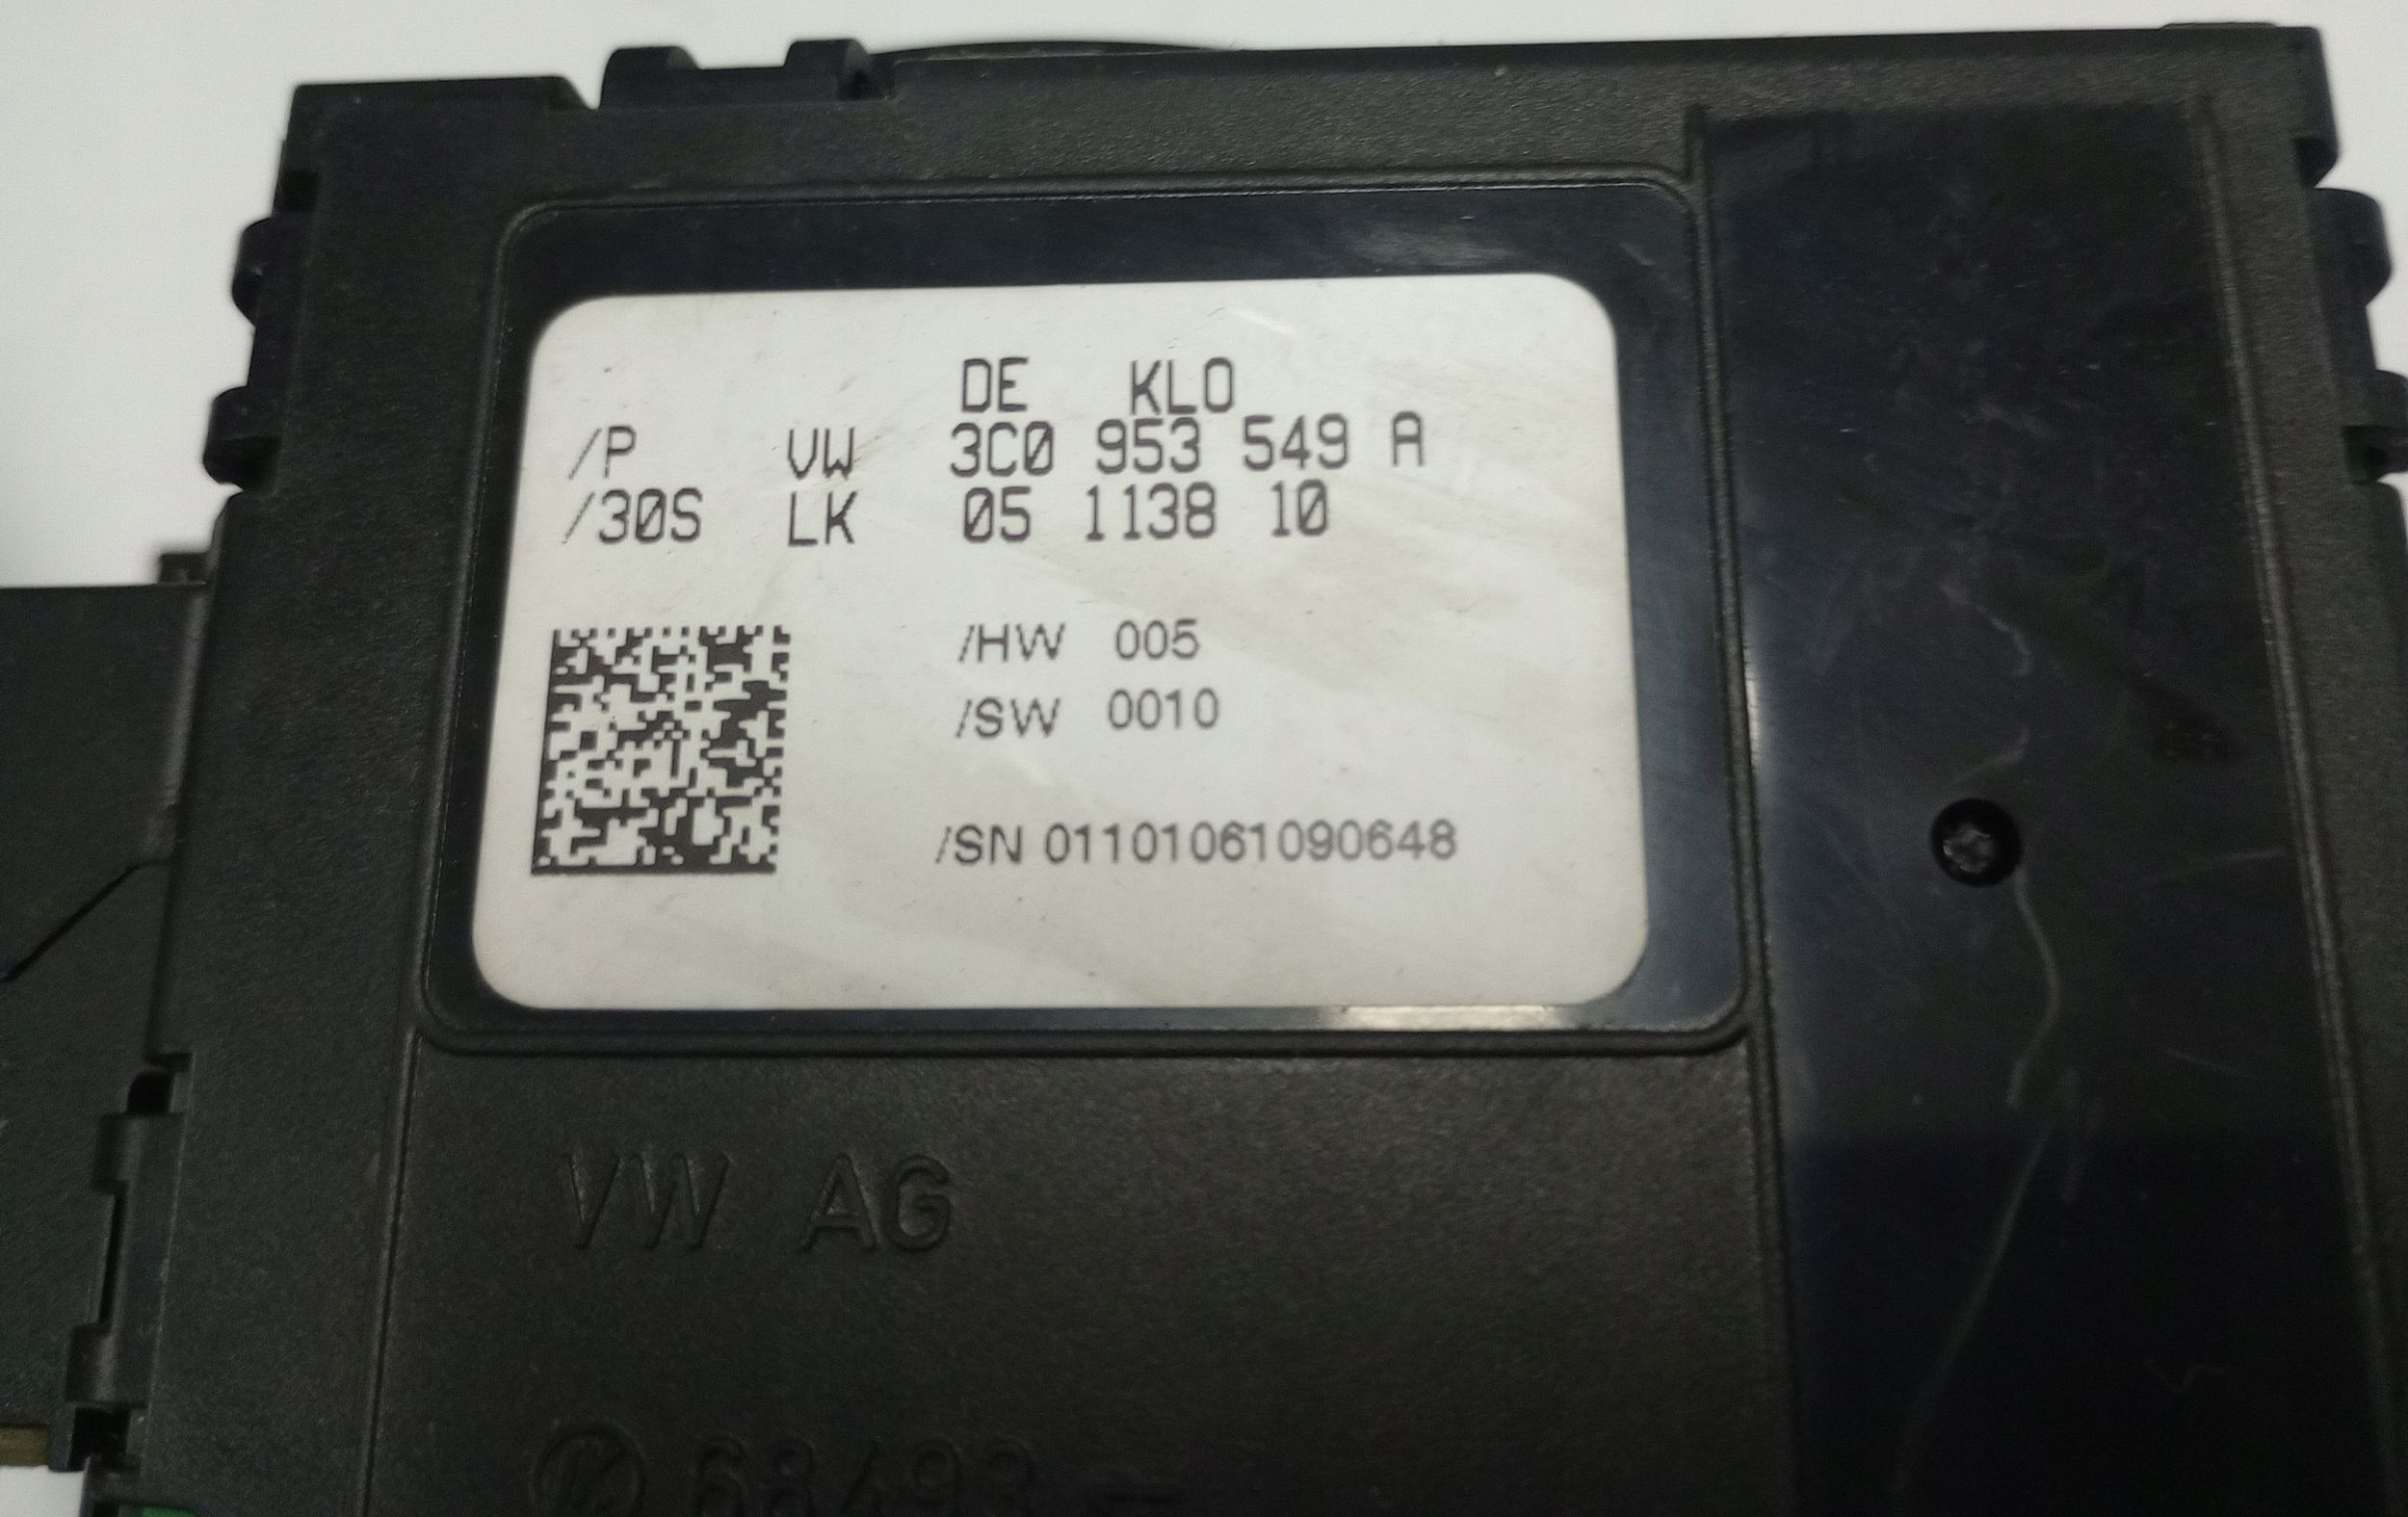 DE KLO
/P VW 3C0 953 549 A
/30S LK 05 1138 10
/HW 005
/SW 0010
/SN 01101061090648
VW AG
68493 –